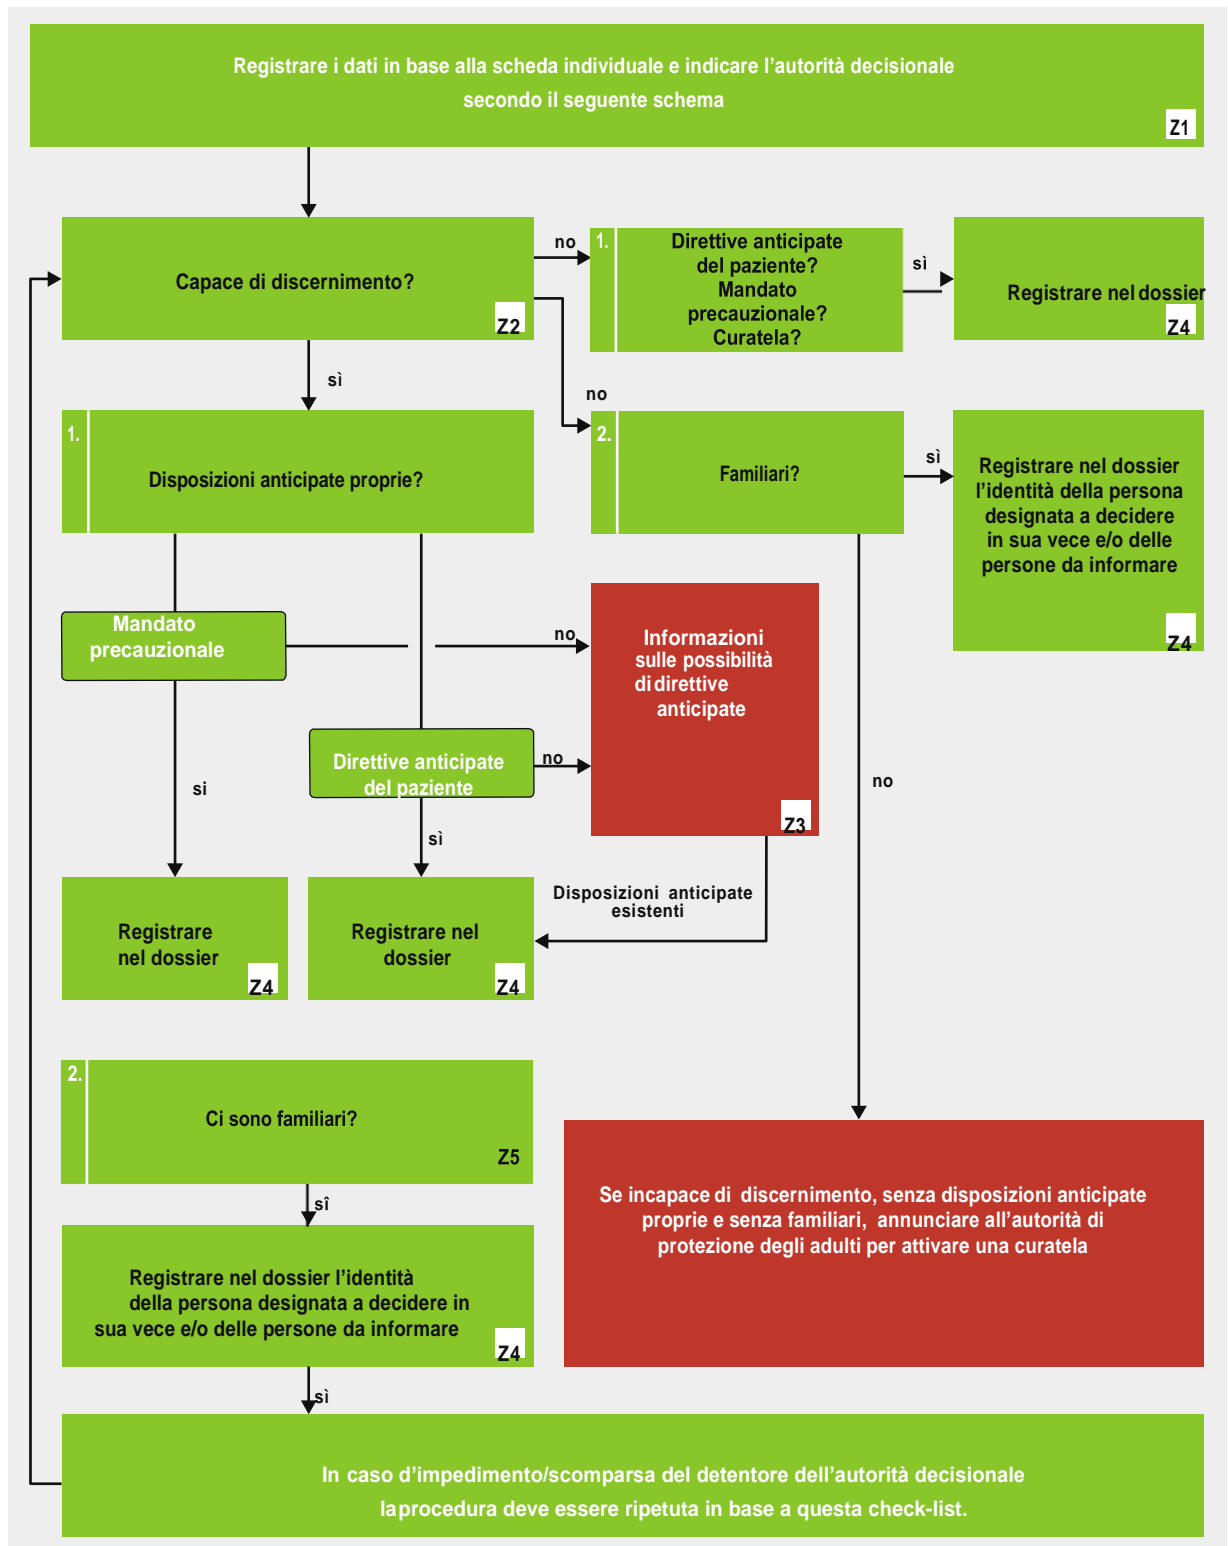 Registrare i dati in base alla scheda individuale e indicare l'autorità decisionale
secondo il seguente schema
Z1
Capace di discernimento?
Z2
no
1.
Direttive anticipate
del paziente?
Mandato
precauzionale?
Curatela?
sì
Registrare nel dossier
Z4
sì
no
1.
Disposizioni anticipate proprie?
2.
Familiari?
sì
Registrare nel dossier
l'identità della persona
designata a decidere
in sua vece e/o delle
persone da informare
Z4
Mandato
precauzionale
no
Informazioni
sulle possibilità
di direttive
anticipate
Z3
Direttive anticipate
del paziente
no
si
sì
no
Disposizioni anticipate
esistenti
Registrare
nel dossier
Z4
Registrare nel
dossier
Z4
2.
Ci sono familiari?
Z5
sî
Registrare nel dossier l'identità
della persona designata a decidere in
sua vece e/o delle persone da informare
Z4
Se incapace di discernimento, senza disposizioni anticipate
proprie e senza familiari, annunciare all'autorità di
protezione degli adulti per attivare una curatela
sì
In caso d'impedimento/scomparsa del detentore dell'autorità decisionale
la procedura deve essere ripetuta in base a questa check-list.